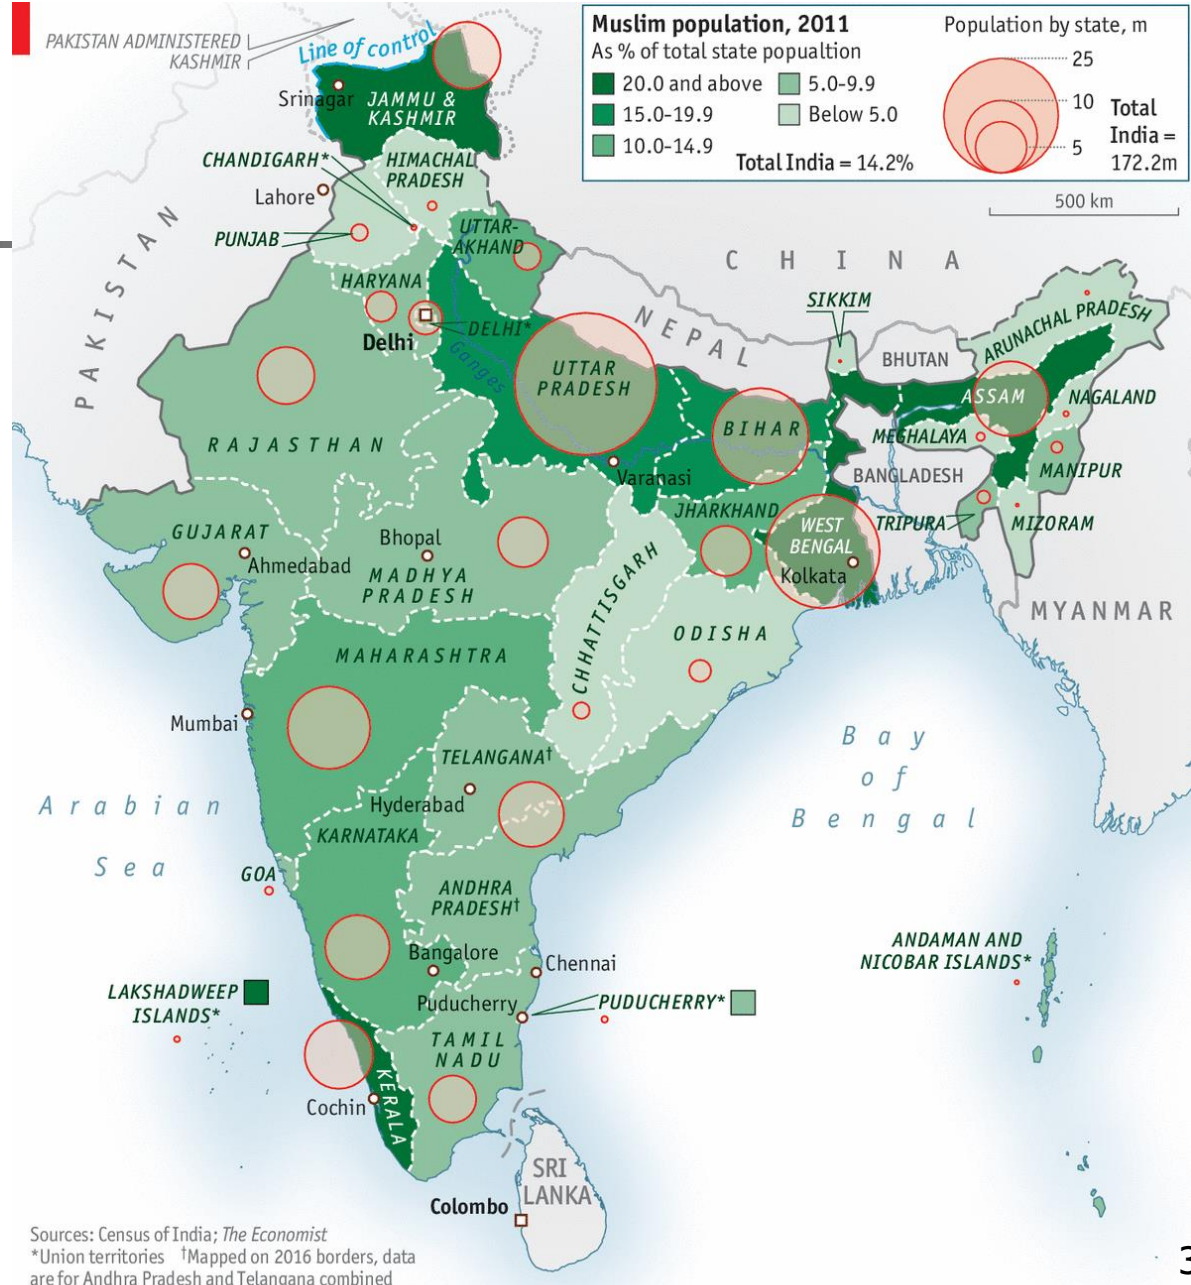 Muslim population, 2011
As % of total state popualtion
20.0 and above
15.0-19.9
10.0-14.9
5.0-9.9
Below 5.0
Total India = 14.2%
Population by state, m
25
10
5
Total
India =
172.2m
500 km
PAKISTAN ADMINISTERED
KASHMIR
Line of control
Srinagar
JAMMU &
KASHMIR
CHANDIGARH*
HIMACHAL
PRADESH
Lahore
PUNJAB
UTTAR-
AKHAND
PAKISTAN
HARYANA
DELHI*
Delhi
Ganges
CHINA
NEPAL
SIKKIM
BHUTAN
ARUNACHAL PRADESH
UTTAR
PRADESH
ASSAM
NAGALAND
RAJASTHAN
BIHAR
MEGHALAYA
Varanasi
BANGLADESH
MANIPUR
JHARKHAND
WEST
BENGAL
TRIPURA
MIZORAM
GUJARAT
Ahmedabad
Bhopal
MADHYA
PRADESH
Kolkata
CHHATTISGARH
ODISHA
MYANMAR
MAHARASHTRA
Mumbai
TELANGANA†
Hyderabad
Bay
of
Bengal
Arabian
Sea
KARNATAKA
GOA
ANDHRA
PRADESH†
Bangalore
Chennai
ANDAMAN AND
NICOBAR ISLANDS*
LAKSHADWEEP
ISLANDS*
Puducherry
PUDUCHERRY*
TAMIL
NADU
KERALA
Cochin
SRI
LANKA
Colombo
Sources: Census of India; The Economist
*Union territories †Mapped on 2016 borders, data
are for Andhra Pradesh and Telangana combined
3